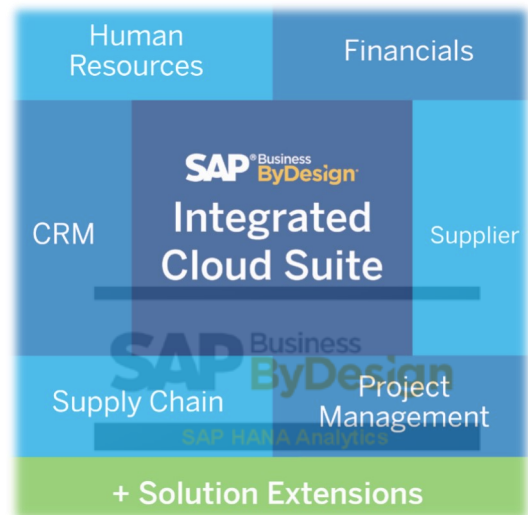 Human
Resources
Financials
SAP® Business
ByDesign
Integrated
Cloud Suite
CRM
Supplier
SAP Business
ByDesign
Supply Chain
Project
Management
SAP HANA Analytics
+ Solution Extensions